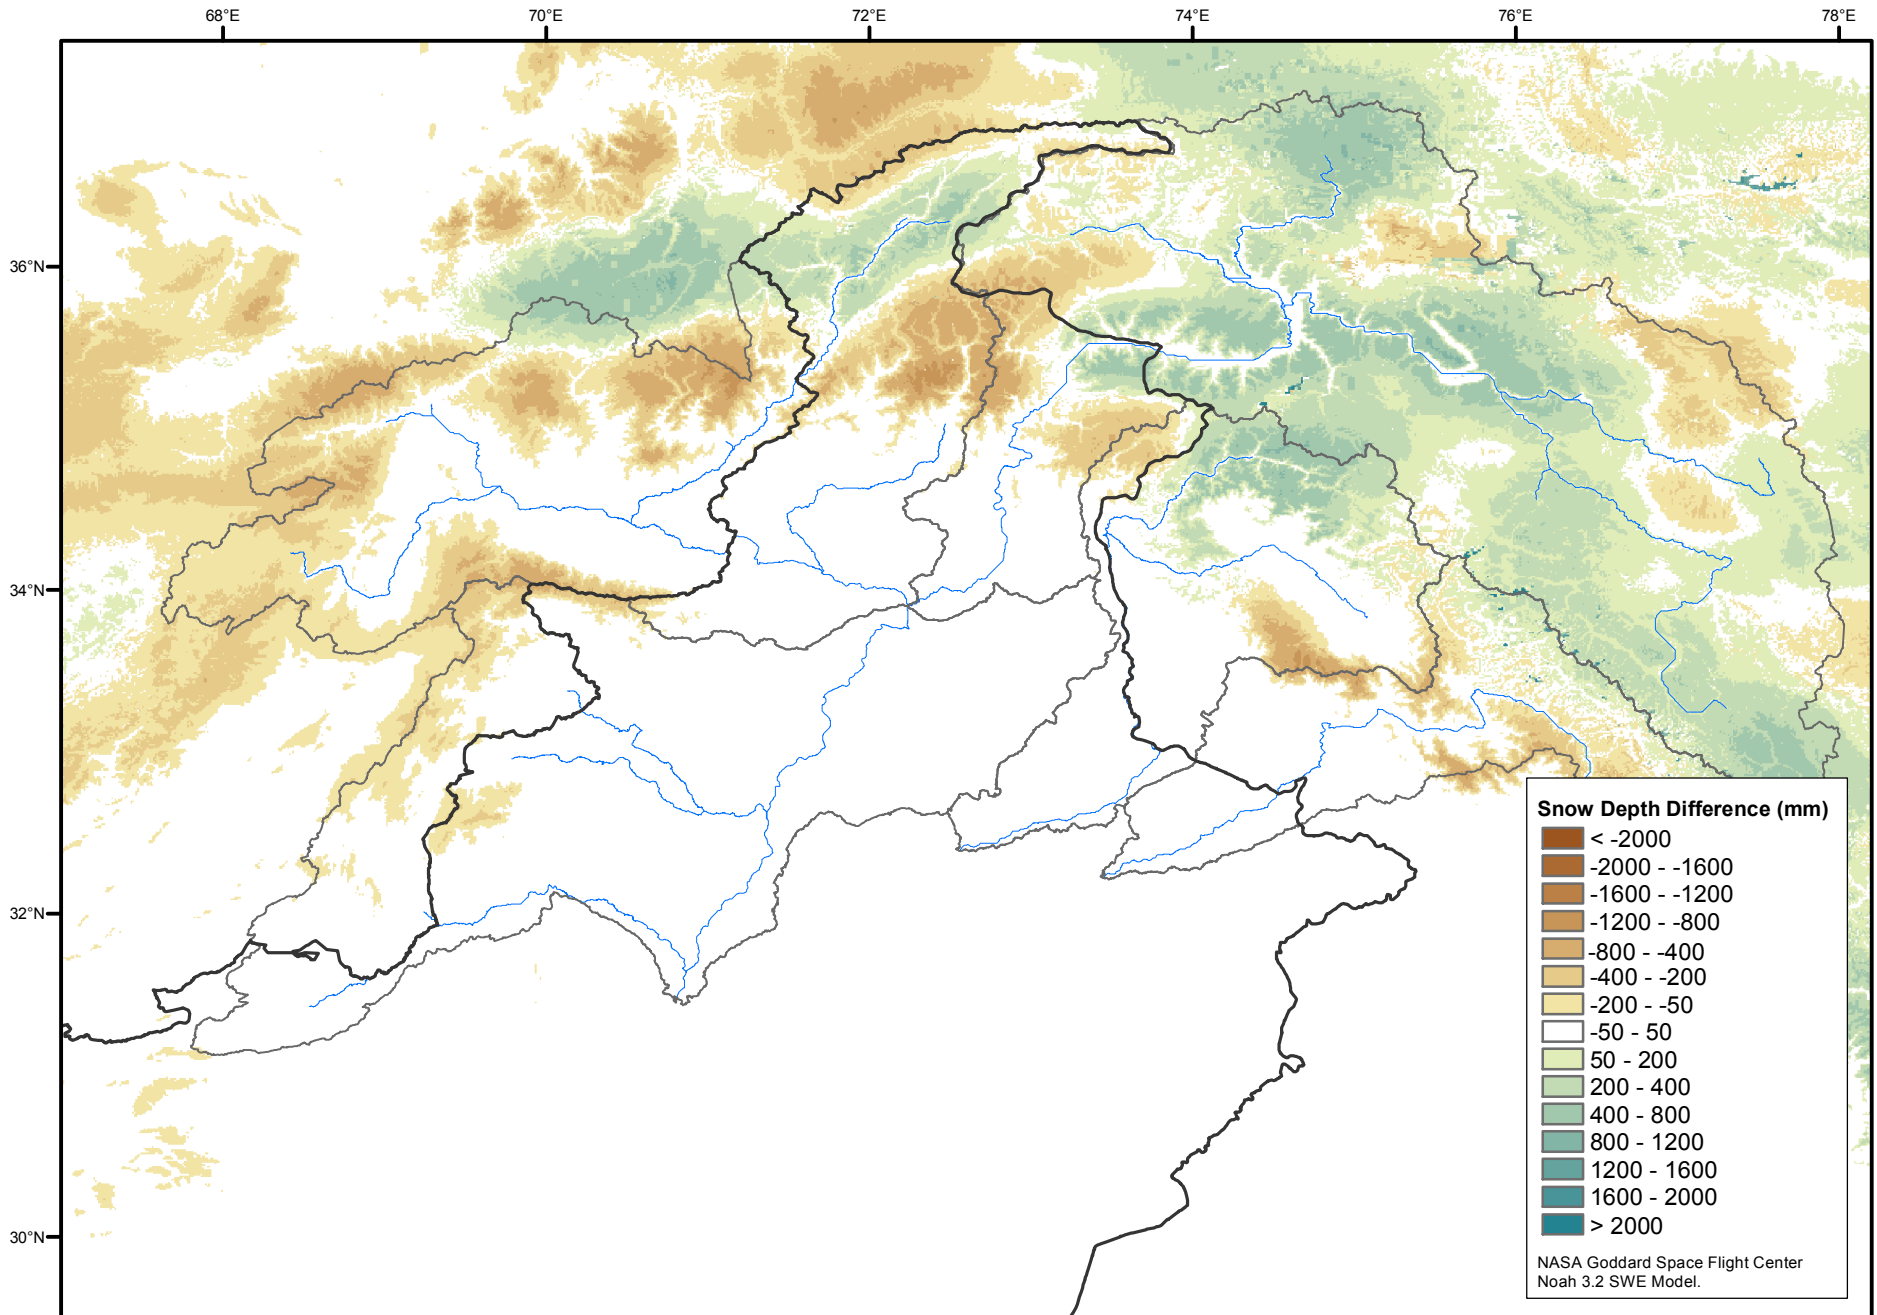 68°E
70°E
72°E
74°E
76°E
78°E
36°N
34°N
32°N
30°N
Snow Depth Difference (mm)
< -2000
-2000 - -1600
-1600 - -1200
-1200 - -800
-800 - -400
-400 - -200
-200 - -50
-50 - 50
50 - 200
200 - 400
400 - 800
800 - 1200
1200 - 1600
1600 - 2000
> 2000
NASA Goddard Space Flight Center
Noah 3.2 SWE Model.